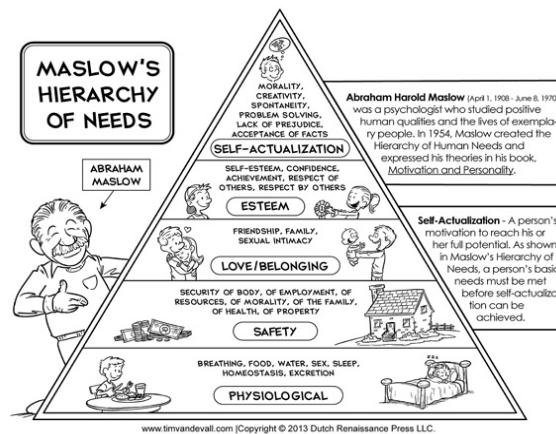 MASLOW'S
HIERARCHY
OF NEEDS
ABRAHAM
MASLOW
MORALITY,
CREATIVITY,
SPONTANEITY,
PROBLEM SOLVING,
LACK OF PREJUDICE,
ACCEPTANCE OF FACTS
SELF-ACTUALIZATION
SELF-ESTEEM, CONFIDENCE,
ACHIEVEMENT, RESPECT OF
OTHERS, RESPECT BY OTHERS
ESTEEM
FRIENDSHIP, FAMILY,
SEXUAL INTIMACY
LOVE/BELONGING
SECURITY OF BODY, OF EMPLOYMENT, OF
RESOURCES, OF MORALITY, OF THE FAMILY,
OF HEALTH, OF PROPERTY
SAFETY
BREATHING, FOOD, WATER, SEX, SLEEP,
HOMEOSTASIS, EXCRETION
PHYSIOLOGICAL
zzz
Abraham Harold Maslow (April 1, 1908 - June 8, 1970)
was a psychologist who studied positive
human qualities and the lives of exempla-
ry people. In 1954, Maslow created the
Hierarchy of Human Needs and
expressed his theories in his book,
Motivation and Personality.
Self-Actualization - A person's
motivation to reach his or
her full potential. As shown
in Maslow's Hierarchy of
Needs, a person's basic
needs must be met
before self-actualiza-
tion can be
achieved.
www.timvandevall.com | Copyright © 2013 Dutch Renaissance Press LLC.